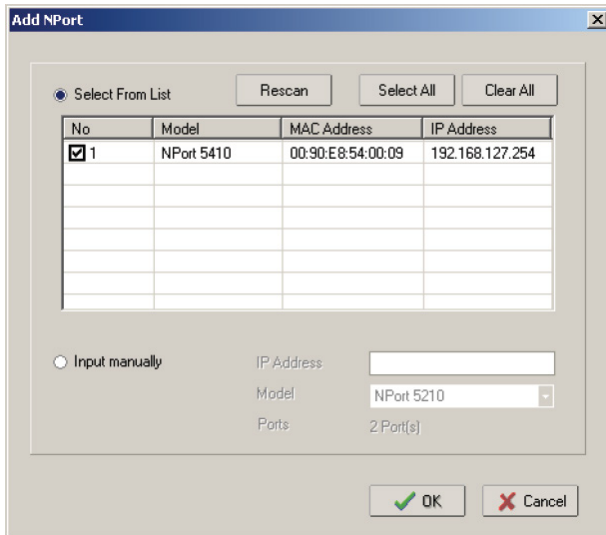 Add NPort
Select From List Rescan Select All Clear All
No Model MAC Address IP Address
1 NPort 5410 00:90:E8:54:00:09 192.168.127.254
Input manually IP Address
Model NPort 5210
Ports 2 Port(s)
OK Cancel